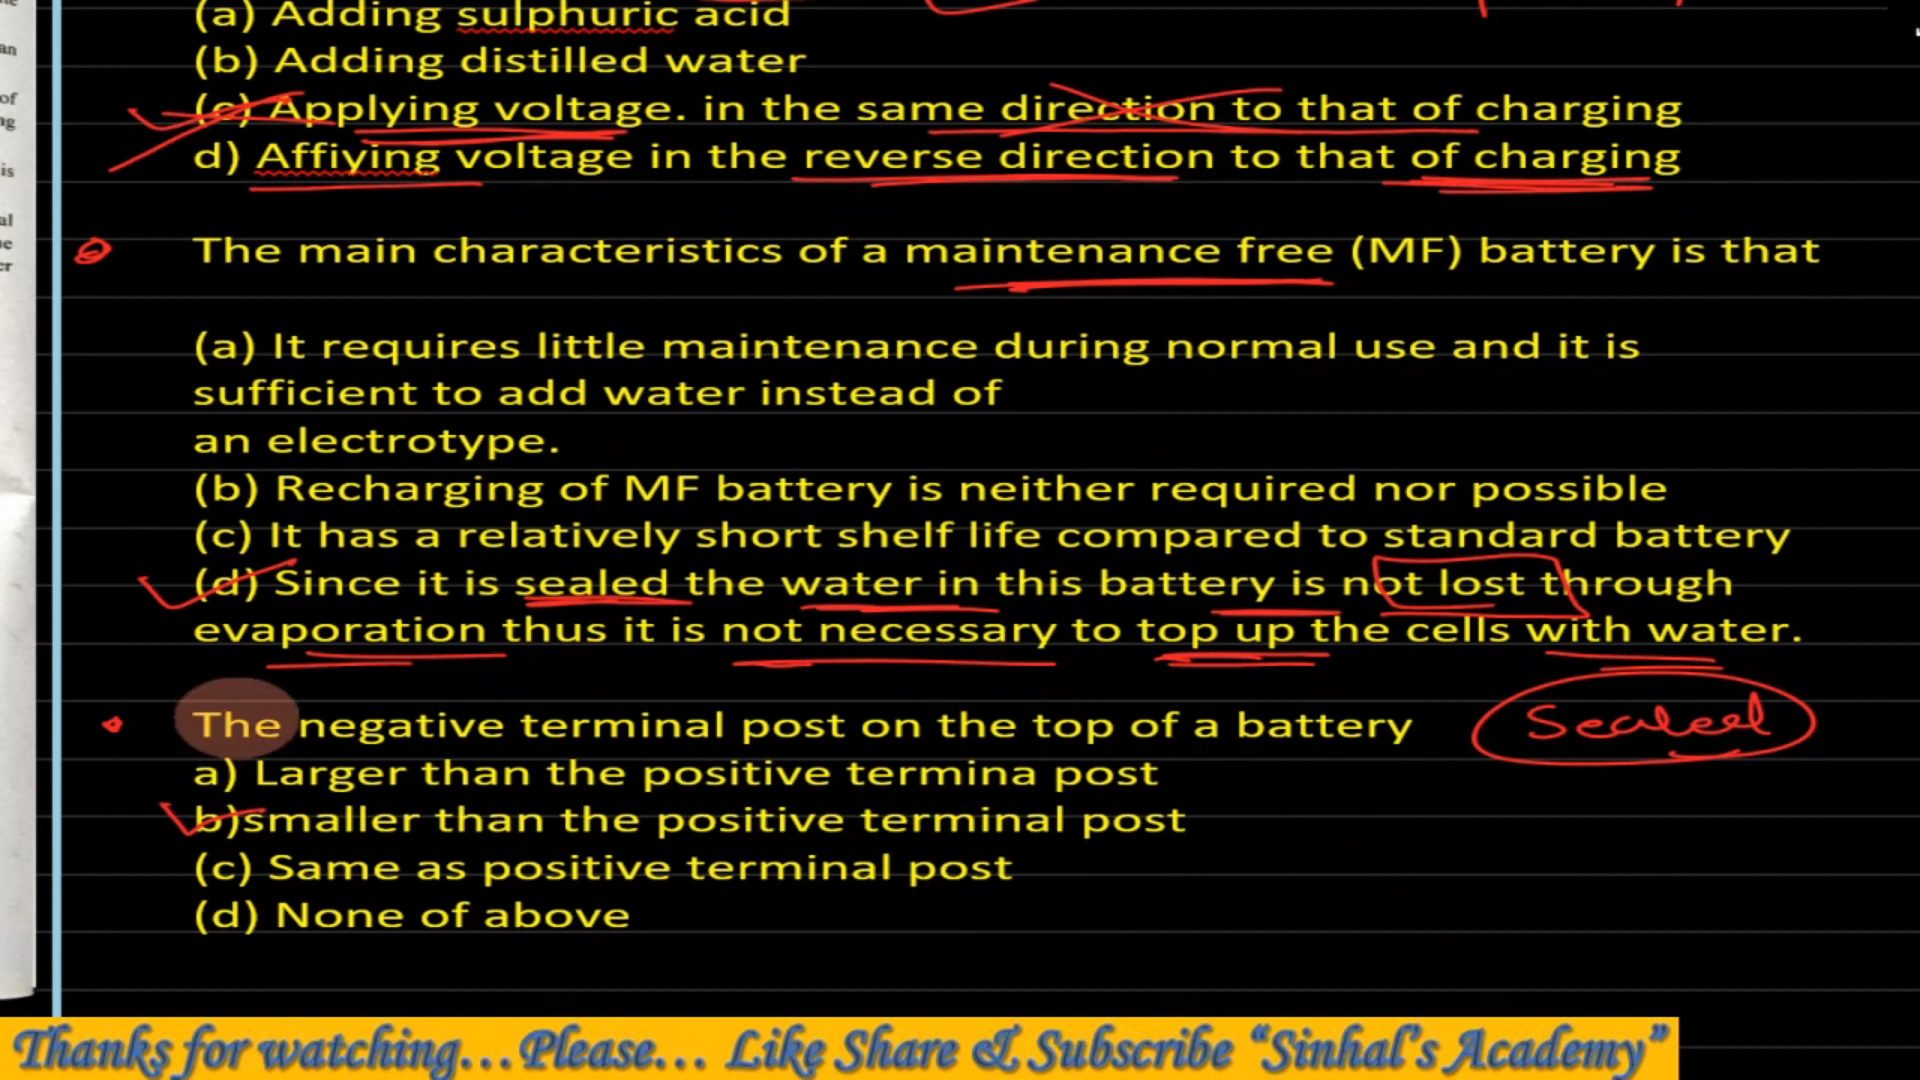 an
of
ng
is
al
ne
er
(a) Adding sulphuric acid
(b) Adding distilled water
(c) Applying voltage. in the same direction to that of charging
d) Affiying voltage in the reverse direction to that of charging
The main characteristics of a maintenance free (MF) battery is that
(a) It requires little maintenance during normal use and it is
sufficient to add water instead of
an electrotype.
(b) Recharging of MF battery is neither required nor possible
(c) It has a relatively short shelf life compared to standard battery
(d) Since it is sealed the water in this battery is not lost through
evaporation thus it is not necessary to top up the cells with water.
The negative terminal post on the top of a battery
Sealed
a) Larger than the positive termina post
b)smaller than the positive terminal post
(c) Same as positive terminal post
(d) None of above
Thanks for watching...Please... Like Share & Subscribe “Sinhal’s Academy”